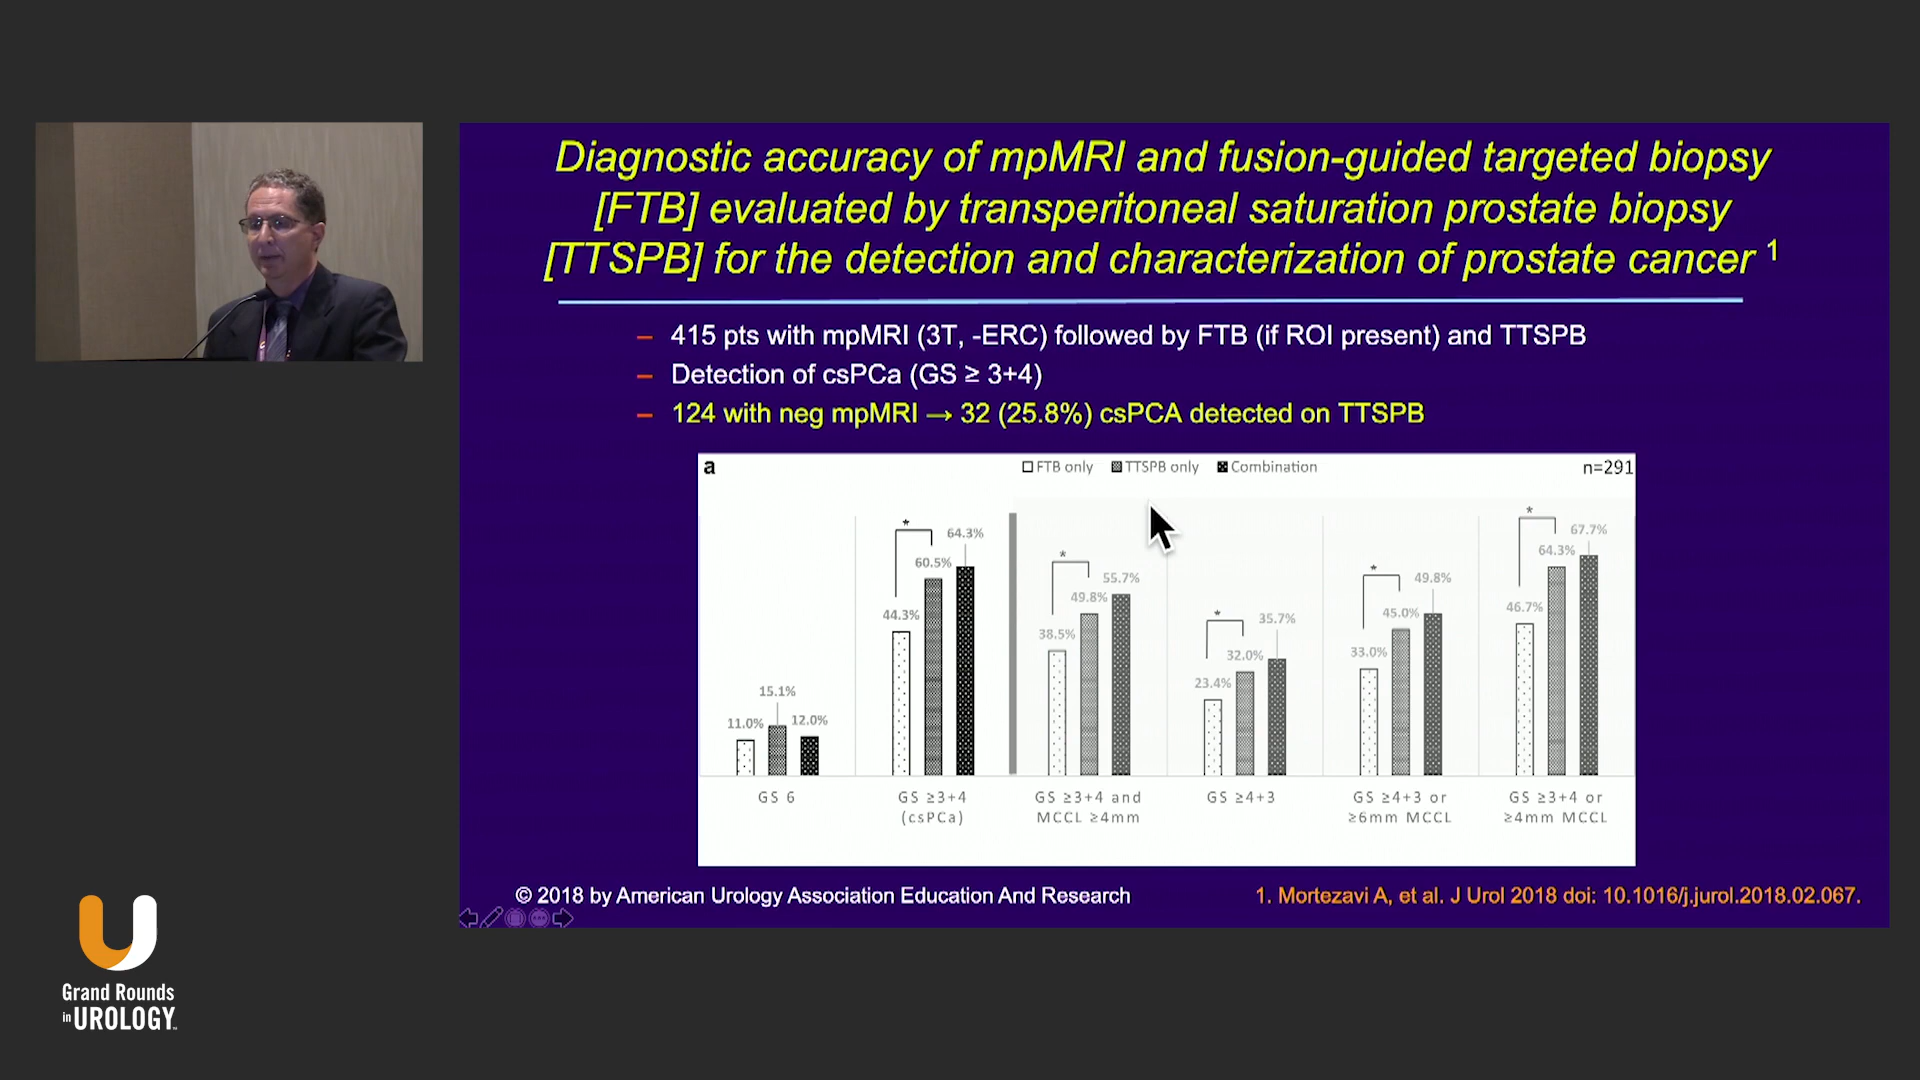 Diagnostic accuracy of mpMRI and fusion-guided targeted biopsy
[FTB] evaluated by transperitoneal saturation prostate biopsy
[TTSPB] for the detection and characterization of prostate cancer 1
– 415 pts with mpMRI (3T, -ERC) followed by FTB (if ROI present) and TTSPB
– Detection of csPCa (GS ≥ 3+4)
– 124 with neg mpMRI → 32 (25.8%) csPCA detected on TTSPB
a
FTB only TTSPB only Combination
n=291
11.0% 15.1% 12.0%
* 44.3% 60.5% 64.3%
* 38.5% 49.8% 55.7%
* 23.4% 32.0% 35.7%
* 33.0% 45.0% 49.8%
* 46.7% 64.3% 67.7%
GS 6
GS ≥3+4
(csPCa)
GS ≥3+4 and
MCCL ≥4mm
GS ≥4+3
GS ≥4+3 or
≥6mm MCCL
GS ≥3+4 or
≥4mm MCCL
© 2018 by American Urology Association Education And Research
1. Mortezavi A, et al. J Urol 2018 doi: 10.1016/j.jurol.2018.02.067.
Grand Rounds
in UROLOGY